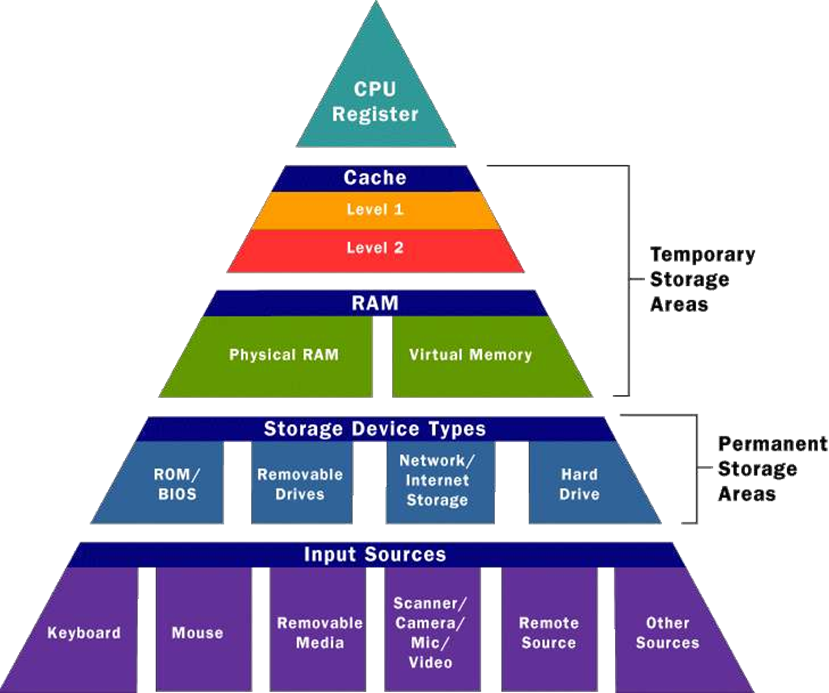 CPU
Register
Cache
Level 1
Level 2
Temporary
Storage
Areas
RAM
Physical RAM
Virtual Memory
Storage Device Types
ROM/
BIOS
Removable
Drives
Network/
Internet
Storage
Hard
Drive
Permanent
Storage
Areas
Input Sources
Keyboard
Mouse
Removable
Media
Scanner/
Camera/
Mic/
Video
Remote
Source
Other
Sources